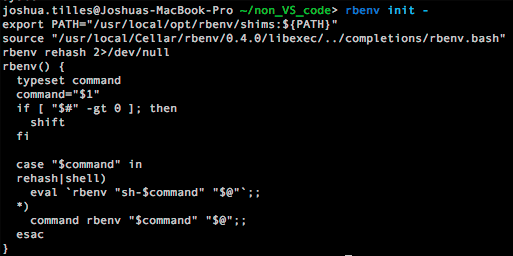 joshua.tilles@Joshuas-MacBook-Pro ~/non_VS_code> rbenv init -
export PATH="/usr/local/opt/rbenv/shims:${PATH}"
source "/usr/local/Cellar/rbenv/0.4.0/libexec/../completions/rbenv.bash"
rbenv rehash 2>/dev/null
rbenv() {
  typeset command
  command="$1"
  if [ "$#" -gt 0 ]; then
    shift
  fi

  case "$command" in
  rehash|shell)
    eval `rbenv "sh-$command" "$@"`;;
  *)
    command rbenv "$command" "$@";;
  esac
}